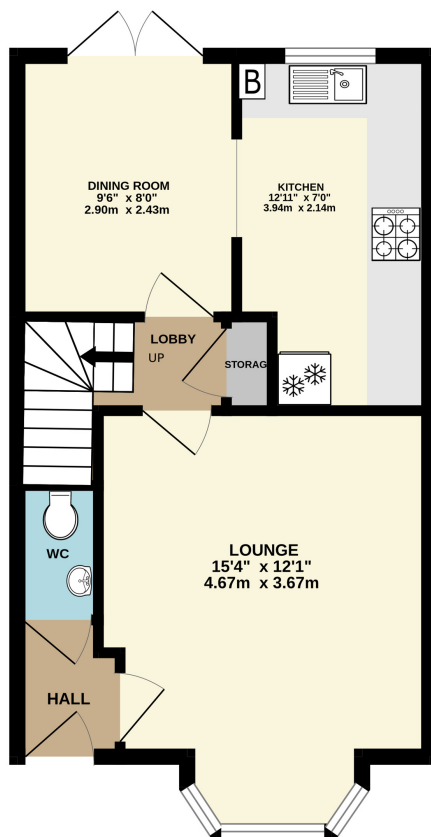 B
DINING ROOM
9'6" x 8'0"
2.90m x 2.43m
KITCHEN
12'11" x 7'0"
3.94m x 2.14m
LOBBY
UP
STORAG
WC
LOUNGE
15'4" x 12'1"
4.67m x 3.67m
HALL